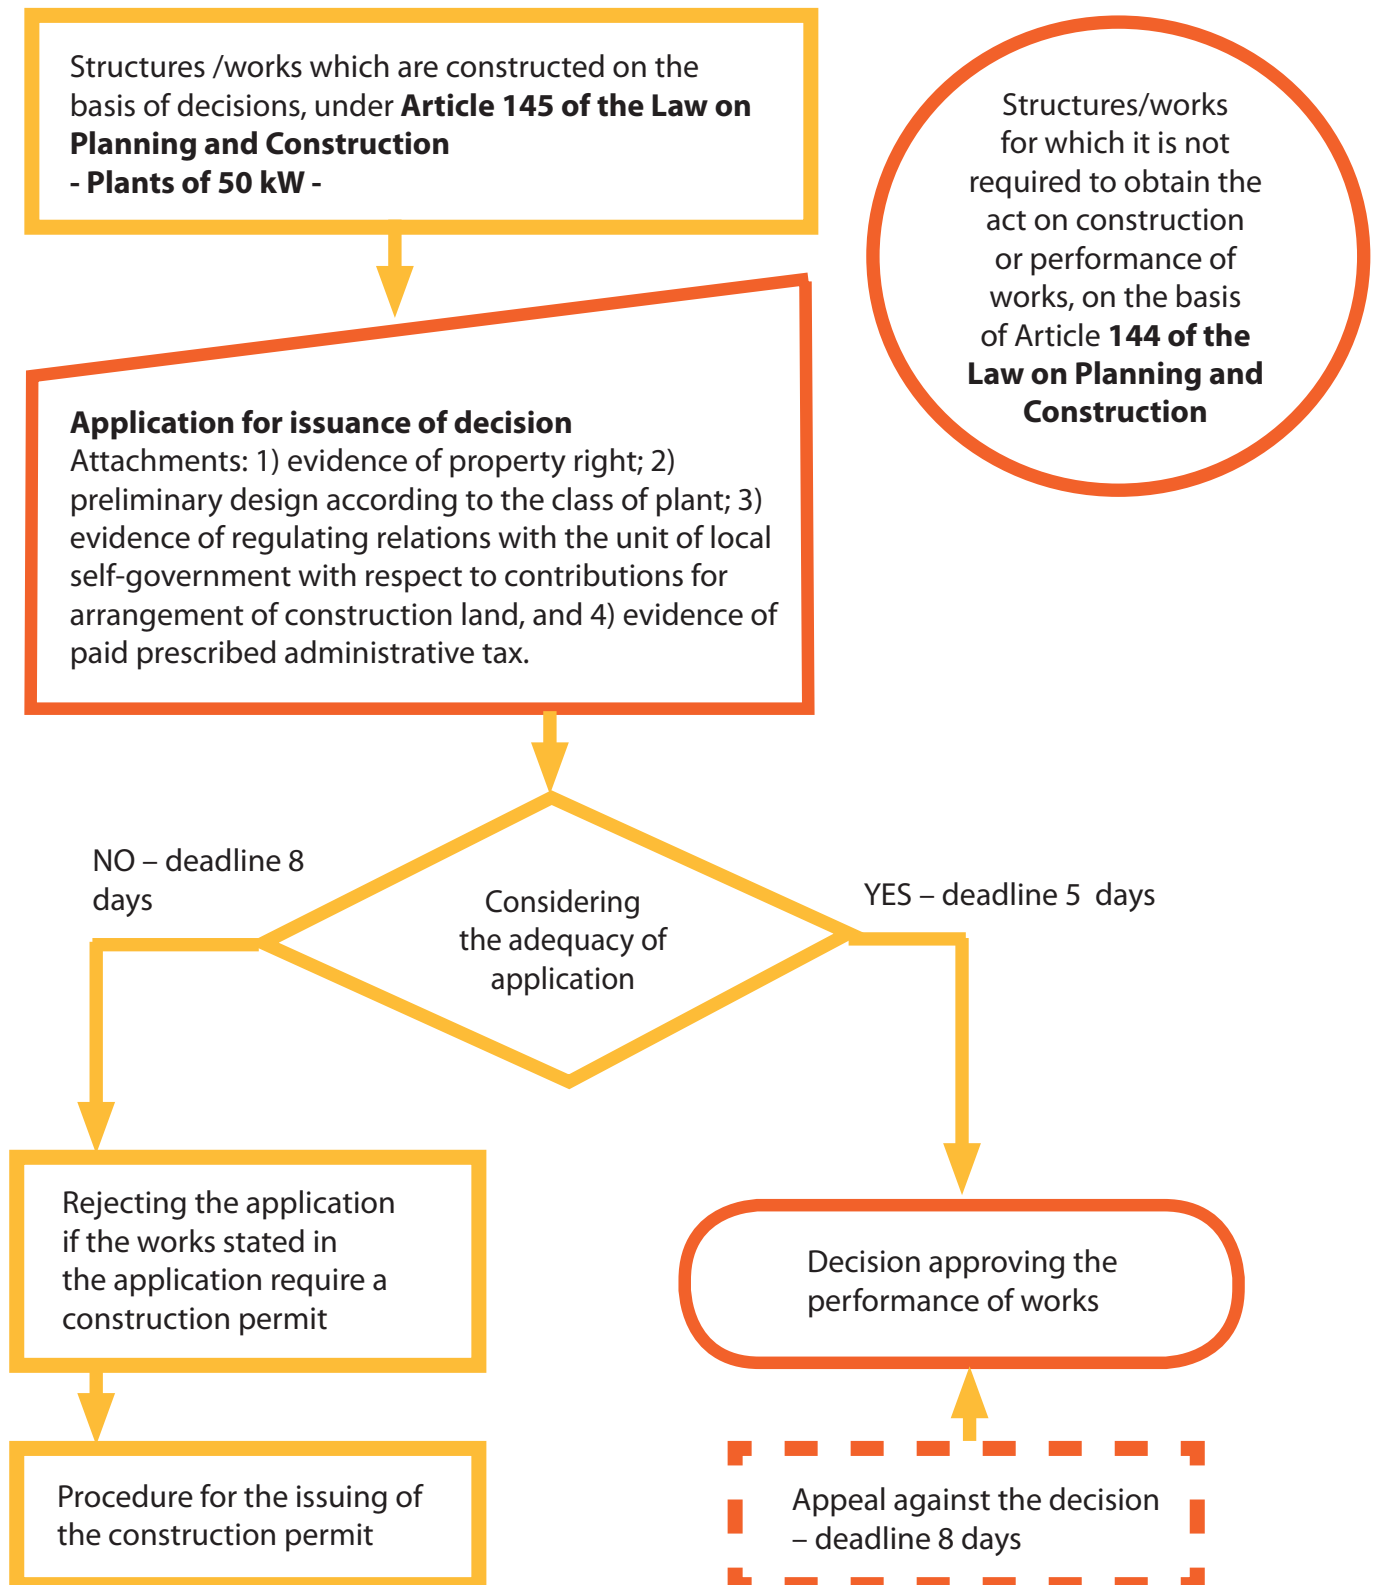 Structures /works which are constructed on the
basis of decisions, under Article 145 of the Law on
Planning and Construction
- Plants of 50 kW -
Structures/works
for which it is not
required to obtain the
act on construction
or performance of
works, on the basis
of Article 144 of the
Law on Planning and
Construction
Application for issuance of decision
Attachments: 1) evidence of property right; 2)
preliminary design according to the class of plant; 3)
evidence of regulating relations with the unit of local
self-government with respect to contributions for
arrangement of construction land, and 4) evidence of
paid prescribed administrative tax.
NO – deadline 8
days
Considering
the adequacy of
application
YES – deadline 5  days
Rejecting the application
if the works stated in
the application require a
construction permit
Decision approving the
performance of works
Procedure for the issuing of
the construction permit
Appeal against the decision
– deadline 8 days